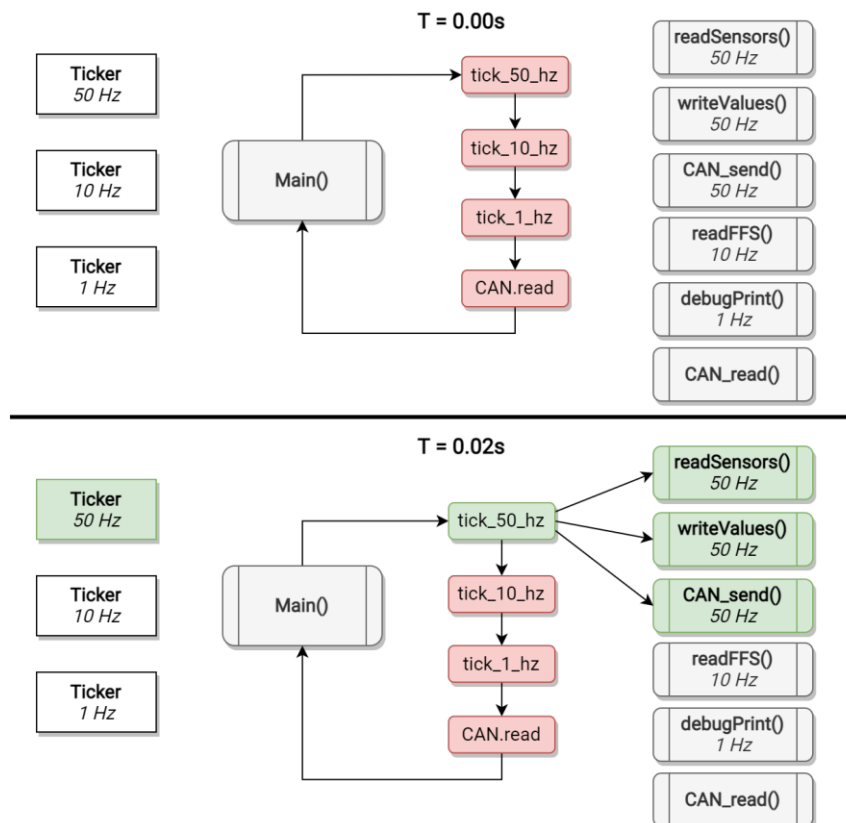 T = 0.00s
Ticker
50 Hz
Ticker
10 Hz
Ticker
1 Hz
Main()
tick_50_hz
tick_10_hz
tick_1_hz
CAN.read
readSensors()
50 Hz
writeValues()
50 Hz
CAN_send()
50 Hz
readFFS()
10 Hz
debugPrint()
1 Hz
CAN_read()
T = 0.02s
Ticker
50 Hz
Ticker
10 Hz
Ticker
1 Hz
Main()
tick_50_hz
tick_10_hz
tick_1_hz
CAN.read
readSensors()
50 Hz
writeValues()
50 Hz
CAN_send()
50 Hz
readFFS()
10 Hz
debugPrint()
1 Hz
CAN_read()